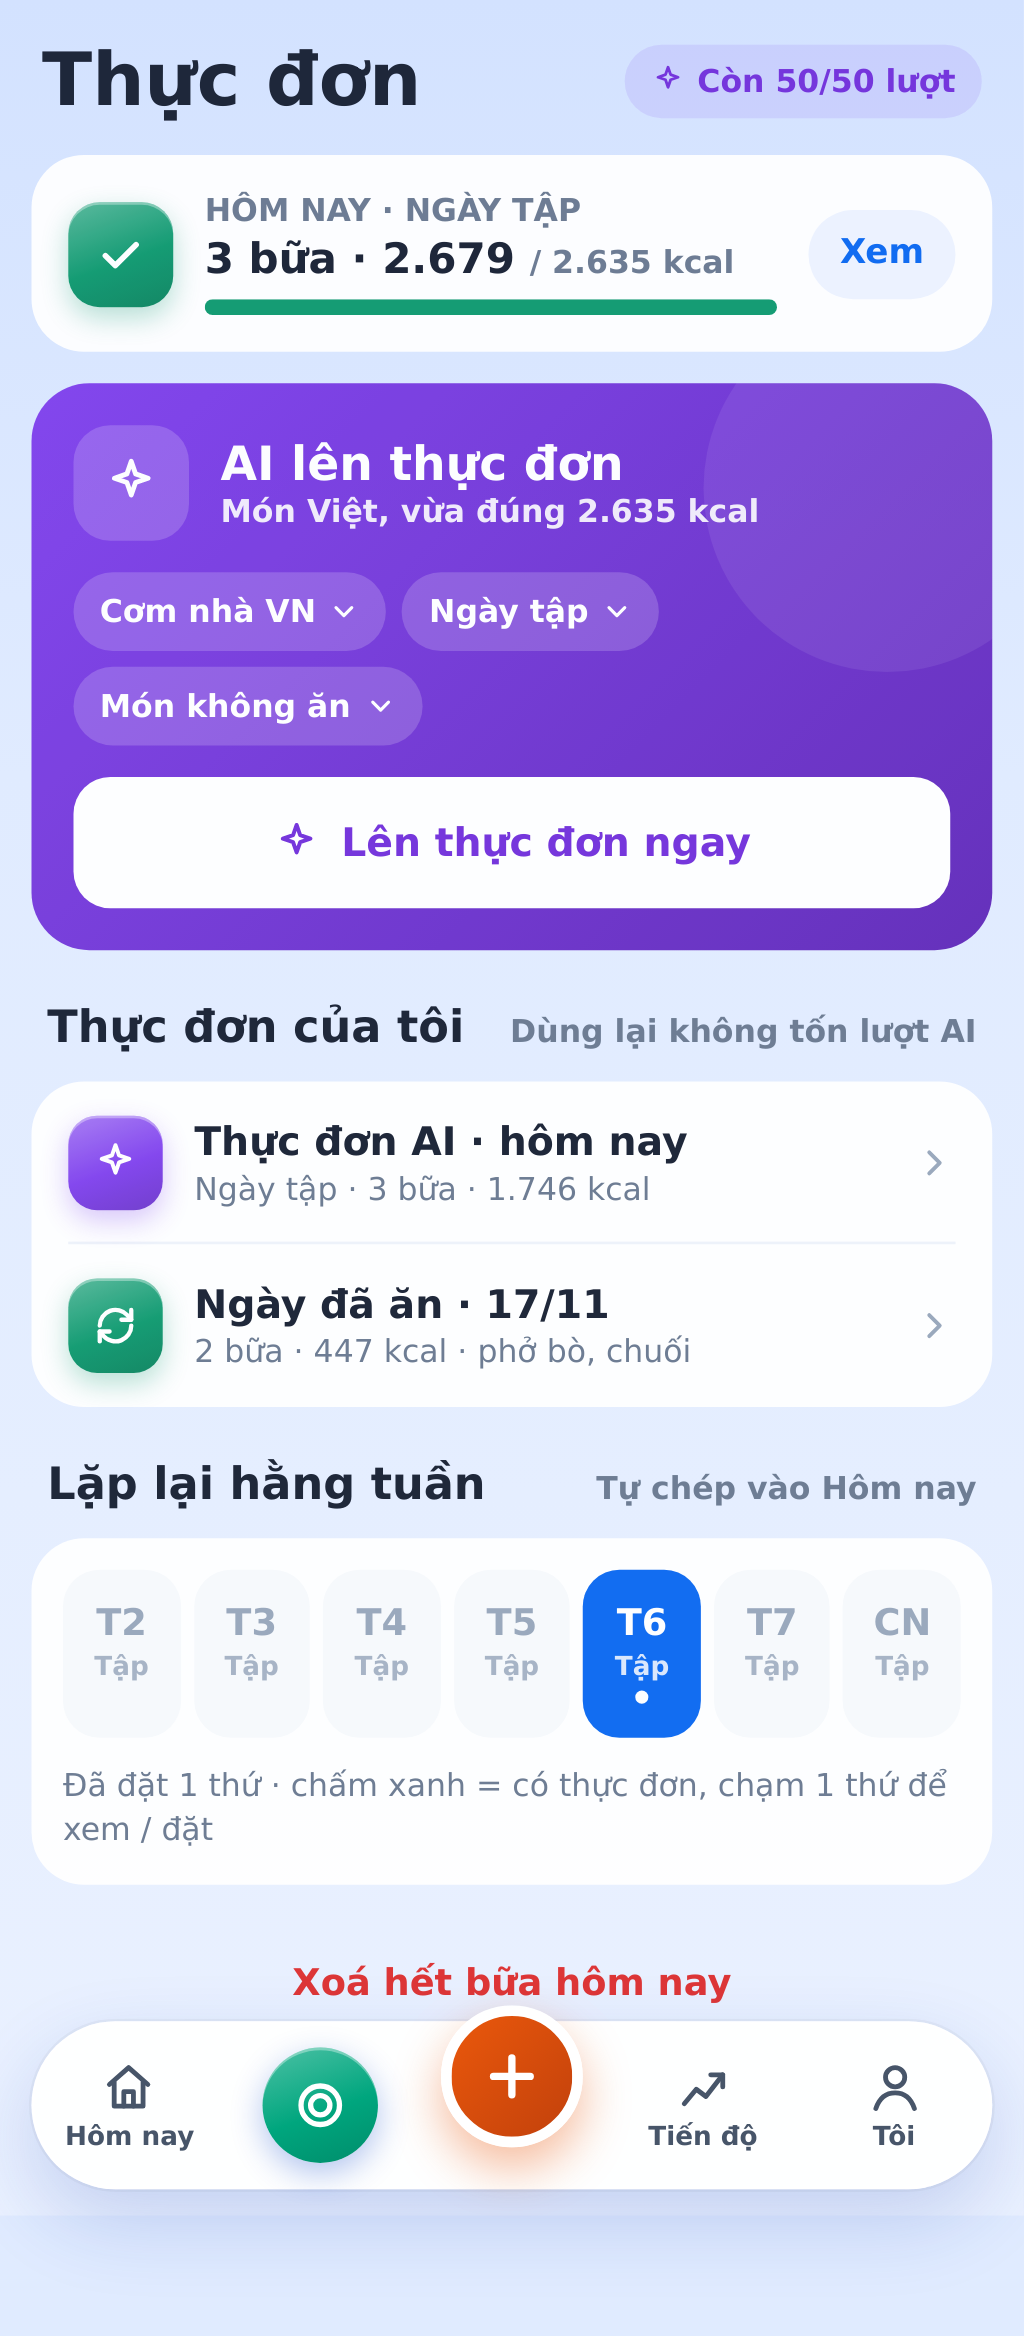 Thực đơn
Còn 50/50 lượt
HÔM NAY · NGÀY TẬP
3 bữa · 2.679 / 2.635 kcal
Xem
AI lên thực đơn
Món Việt, vừa đúng 2.635 kcal
Cơm nhà VN
Ngày tập
Món không ăn
Lên thực đơn ngay
Thực đơn của tôi
Dùng lại không tốn lượt AI
Thực đơn AI · hôm nay
Ngày tập · 3 bữa · 1.746 kcal
Ngày đã ăn · 17/11
2 bữa · 447 kcal · phở bò, chuối
Lặp lại hằng tuần
Tự chép vào Hôm nay
T2 T3 T4 T5 T6 T7 CN
Tập Tập Tập Tập Tập Tập Tập
Đã đặt 1 thứ · chấm xanh = có thực đơn, chạm 1 thứ để
xem / đặt
Xoá hết bữa hôm nay
Hôm nay
Tiến độ
Tôi